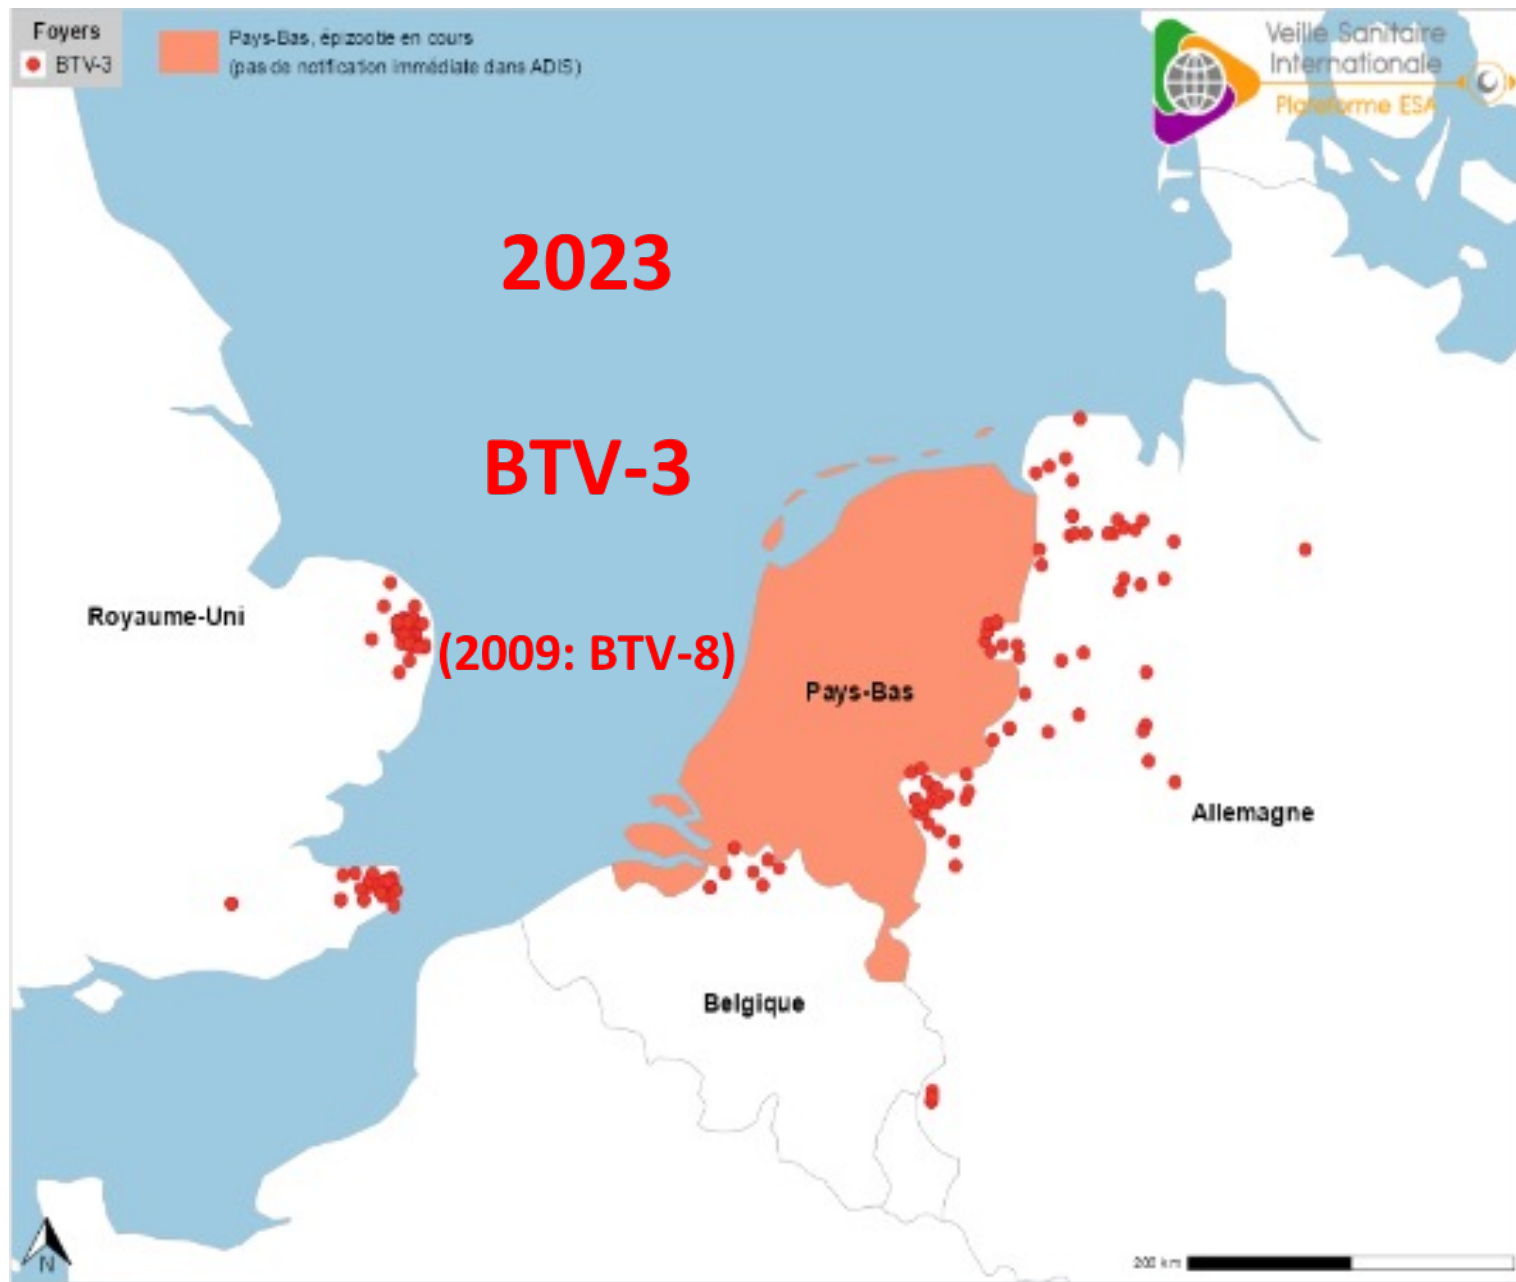 Foyers
BTV-3
Pays-Bas, épizootie en cours
(pas de notification immédiate dans ADIS)
Veille Sanitaire
Internationale
Plateforme ESA
2023
BTV-3
(2009: BTV-8)
Royaume-Uni
Pays-Bas
Allemagne
Belgique
N
200 km